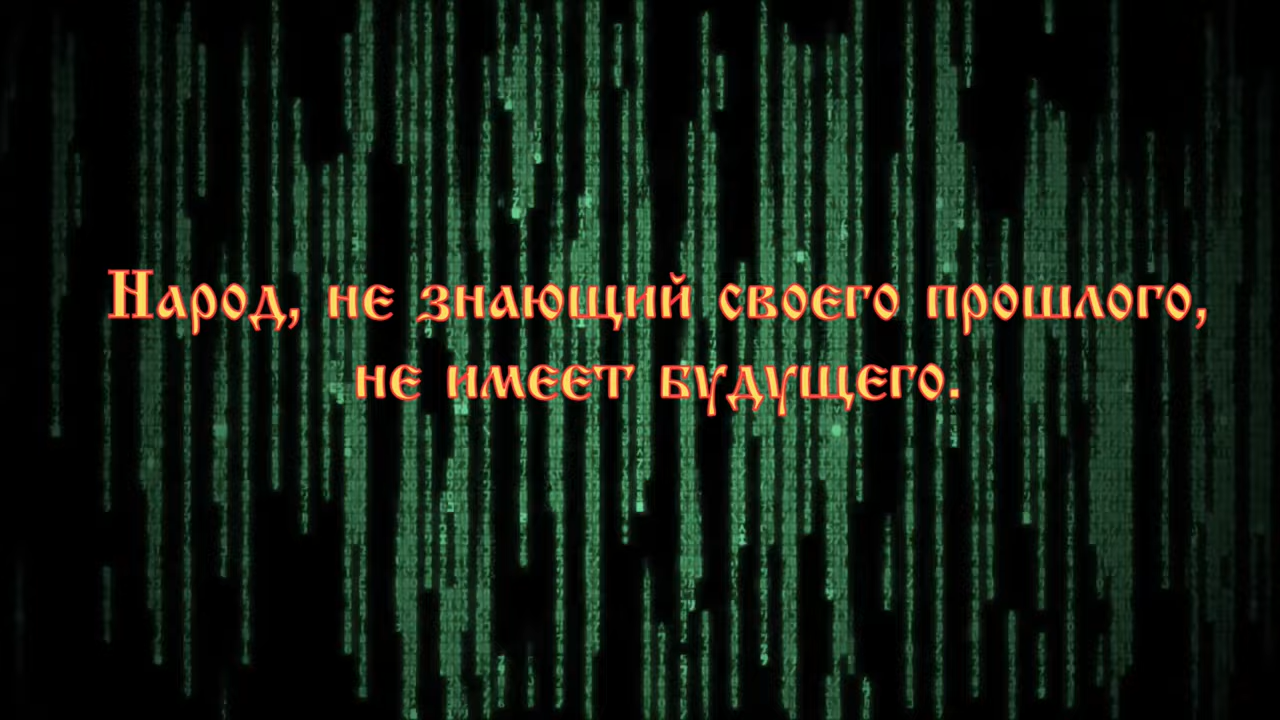 Народ, не знающий своего прошлого,
не имеет будущего.